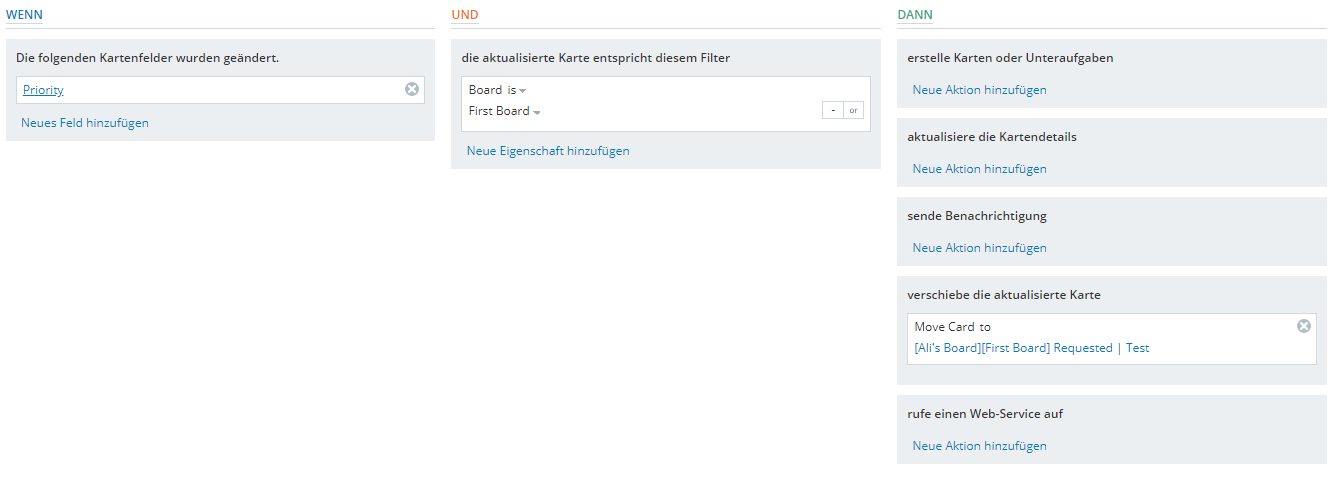 WENN
Die folgenden Kartenfelder wurden geändert.
Priority
Neues Feld hinzufügen
UND
die aktualisierte Karte entspricht diesem Filter
Board is
First Board
- or
Neue Eigenschaft hinzufügen
DANN
erstelle Karten oder Unteraufgaben
Neue Aktion hinzufügen
aktualisiere die Kartendetails
Neue Aktion hinzufügen
sende Benachrichtigung
Neue Aktion hinzufügen
verschiebe die aktualisierte Karte
Move Card to
[Ali's Board][First Board] Requested | Test
rufe einen Web-Service auf
Neue Aktion hinzufügen